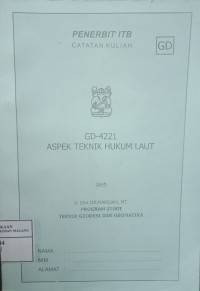 PENERBIT ITB
CATATAN KULIAH
GD
GD-4221
ASPEK TEKNIK HUKUM LAUT
PROGRAM STUDI
TEKNIK GEODESI DAN GEOMATIKA
NAMA
NIM
ALAMAT